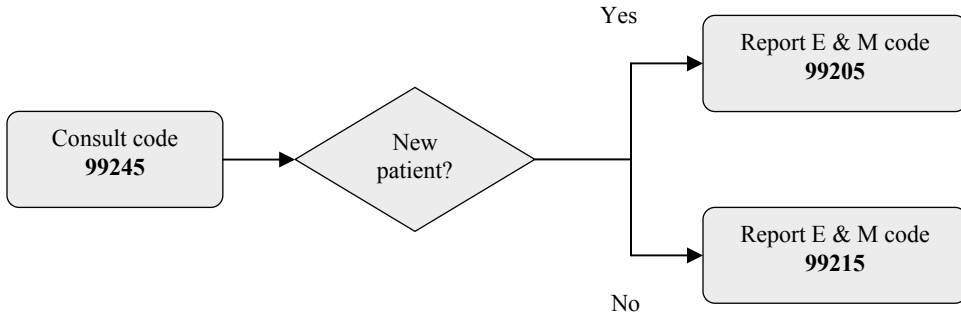 Consult code
99245
New
patient?
Yes
Report E & M code
99205
Report E & M code
99215
No